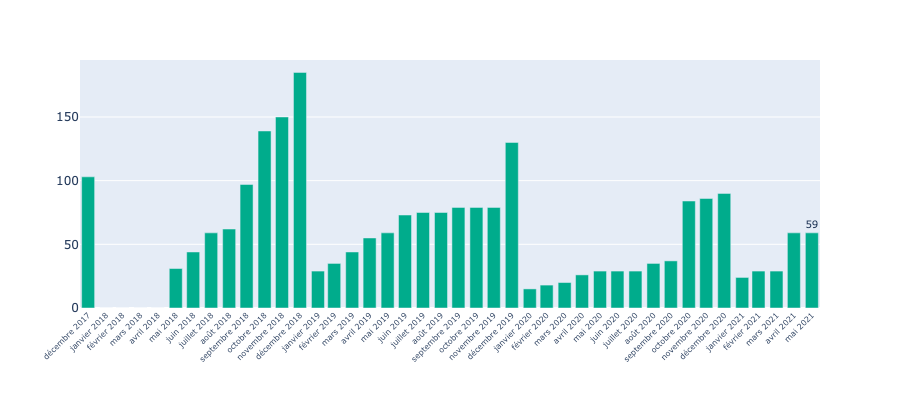 150
100
50
0
59
décembre 2017
janvier 2018
février 2018
mars 2018
avril 2018
mai 2018
juin 2018
juillet 2018
août 2018
septembre 2018
octobre 2018
novembre 2018
décembre 2018
janvier 2019
février 2019
mars 2019
avril 2019
mai 2019
juin 2019
juillet 2019
août 2019
septembre 2019
octobre 2019
novembre 2019
décembre 2019
janvier 2020
février 2020
mars 2020
avril 2020
mai 2020
juin 2020
juillet 2020
août 2020
septembre 2020
octobre 2020
novembre 2020
décembre 2020
janvier 2021
février 2021
mars 2021
avril 2021
mai 2021